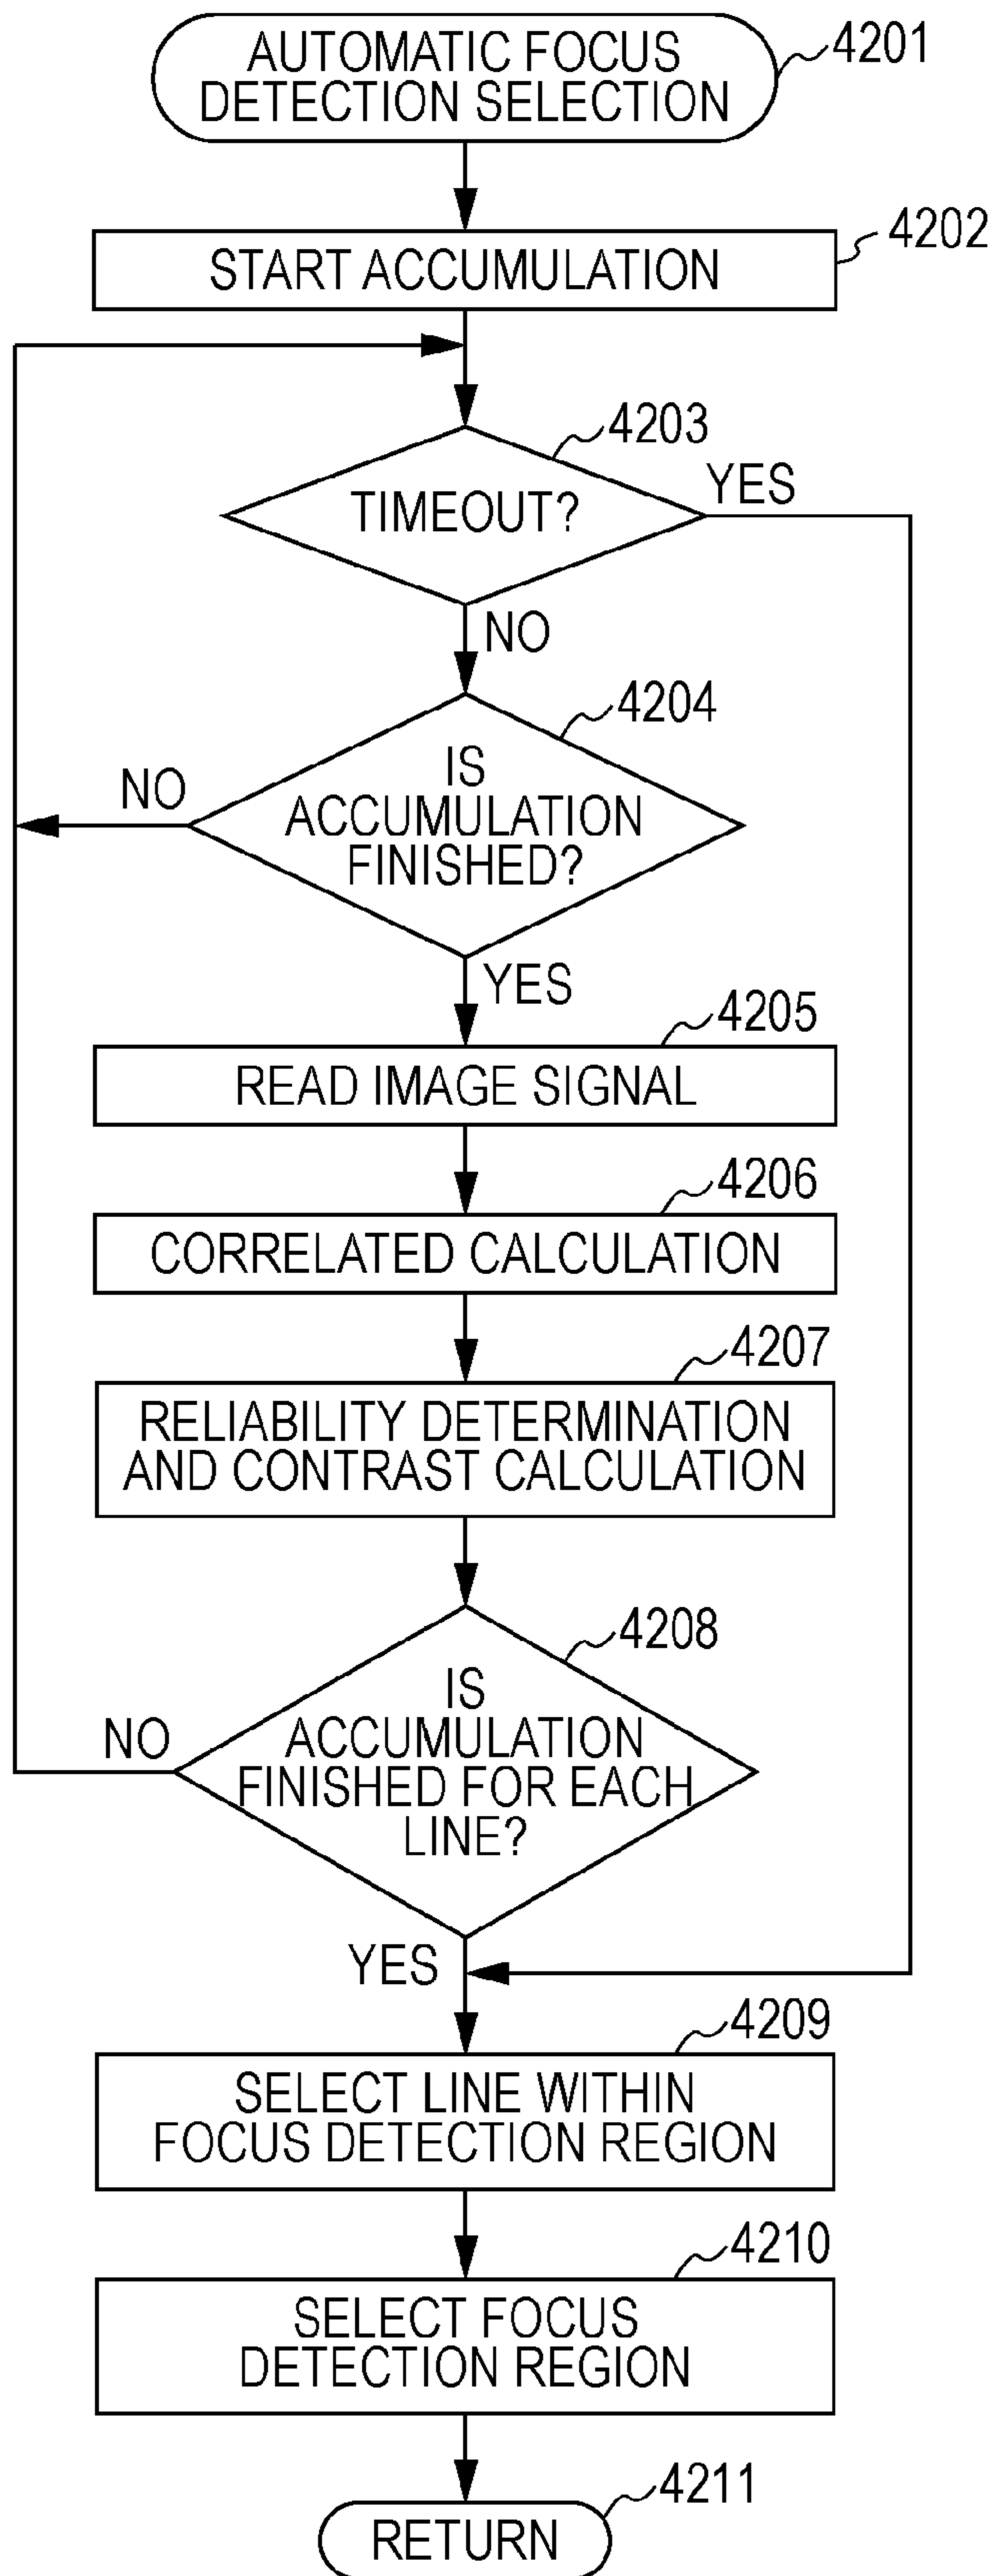 AUTOMATIC FOCUS
DETECTION SELECTION
4201
START ACCUMULATION
4202
4203
TIMEOUT?
YES
NO
4204
IS
ACCUMULATION
FINISHED?
NO
YES
4205
READ IMAGE SIGNAL
4206
CORRELATED CALCULATION
4207
RELIABILITY DETERMINATION
AND CONTRAST CALCULATION
4208
IS
ACCUMULATION
FINISHED FOR EACH
LINE?
NO
YES
4209
SELECT LINE WITHIN
FOCUS DETECTION REGION
4210
SELECT FOCUS
DETECTION REGION
4211
RETURN